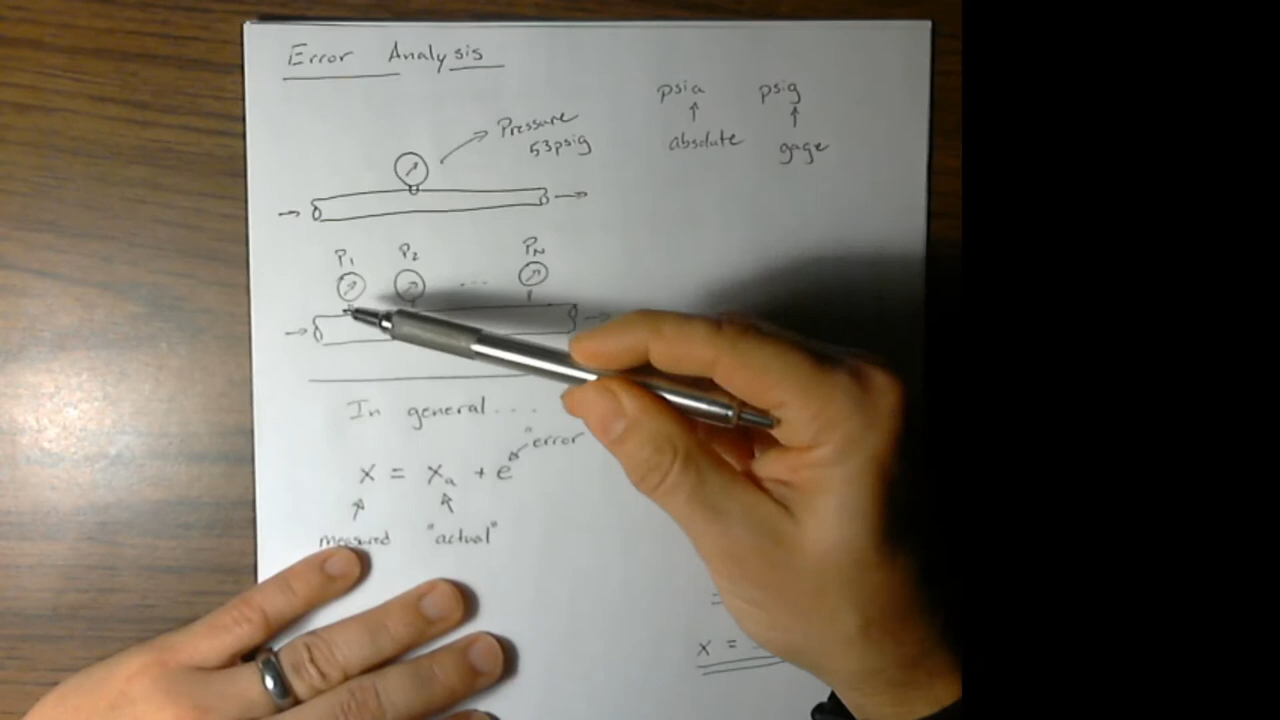 Error Analysis
psia psig
absolute gage
Pressure
53psig
P1 P2 ... PN
In general...
"error
x = xa + e
measured "actual"
=
x =